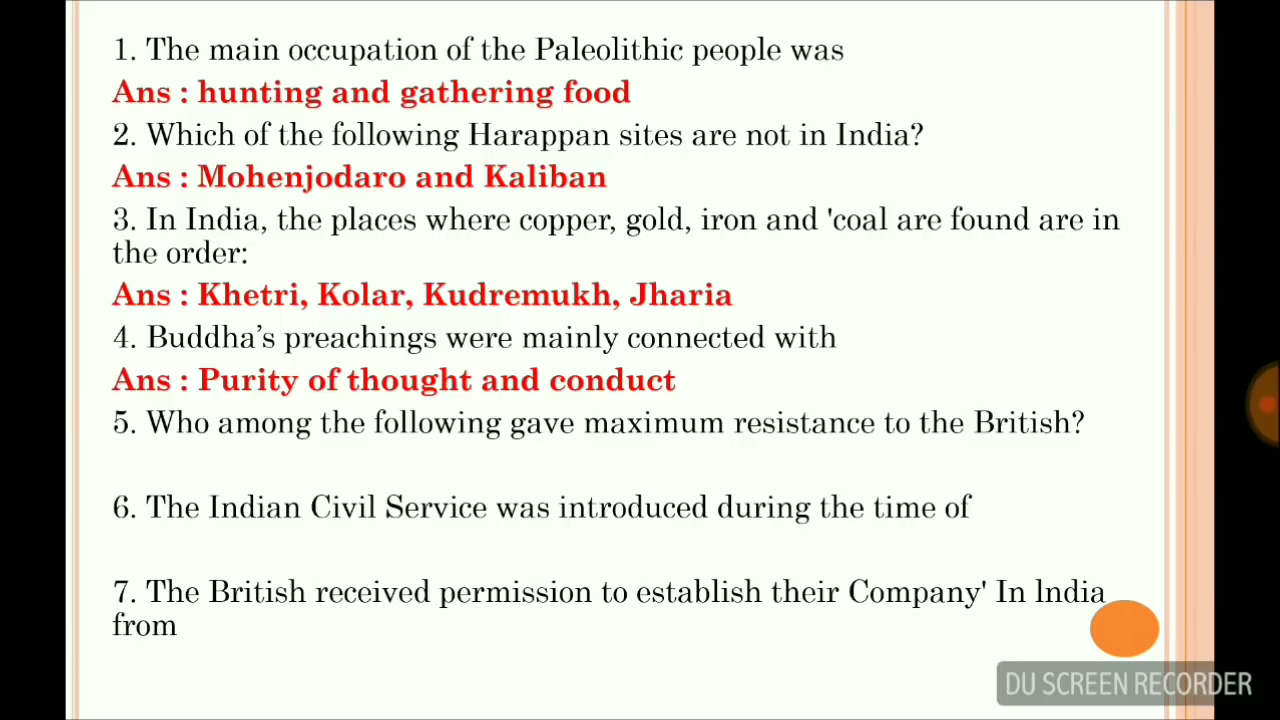 1. The main occupation of the Paleolithic people was
Ans : hunting and gathering food
2. Which of the following Harappan sites are not in India?
Ans : Mohenjodaro and Kaliban
3. In India, the places where copper, gold, iron and 'coal are found are in
the order:
Ans : Khetri, Kolar, Kudremukh, Jharia
4. Buddha’s preachings were mainly connected with
Ans : Purity of thought and conduct
5. Who among the following gave maximum resistance to the British?
6. The Indian Civil Service was introduced during the time of
7. The British received permission to establish their Company' In lndia
from
DU SCREEN RECORDER